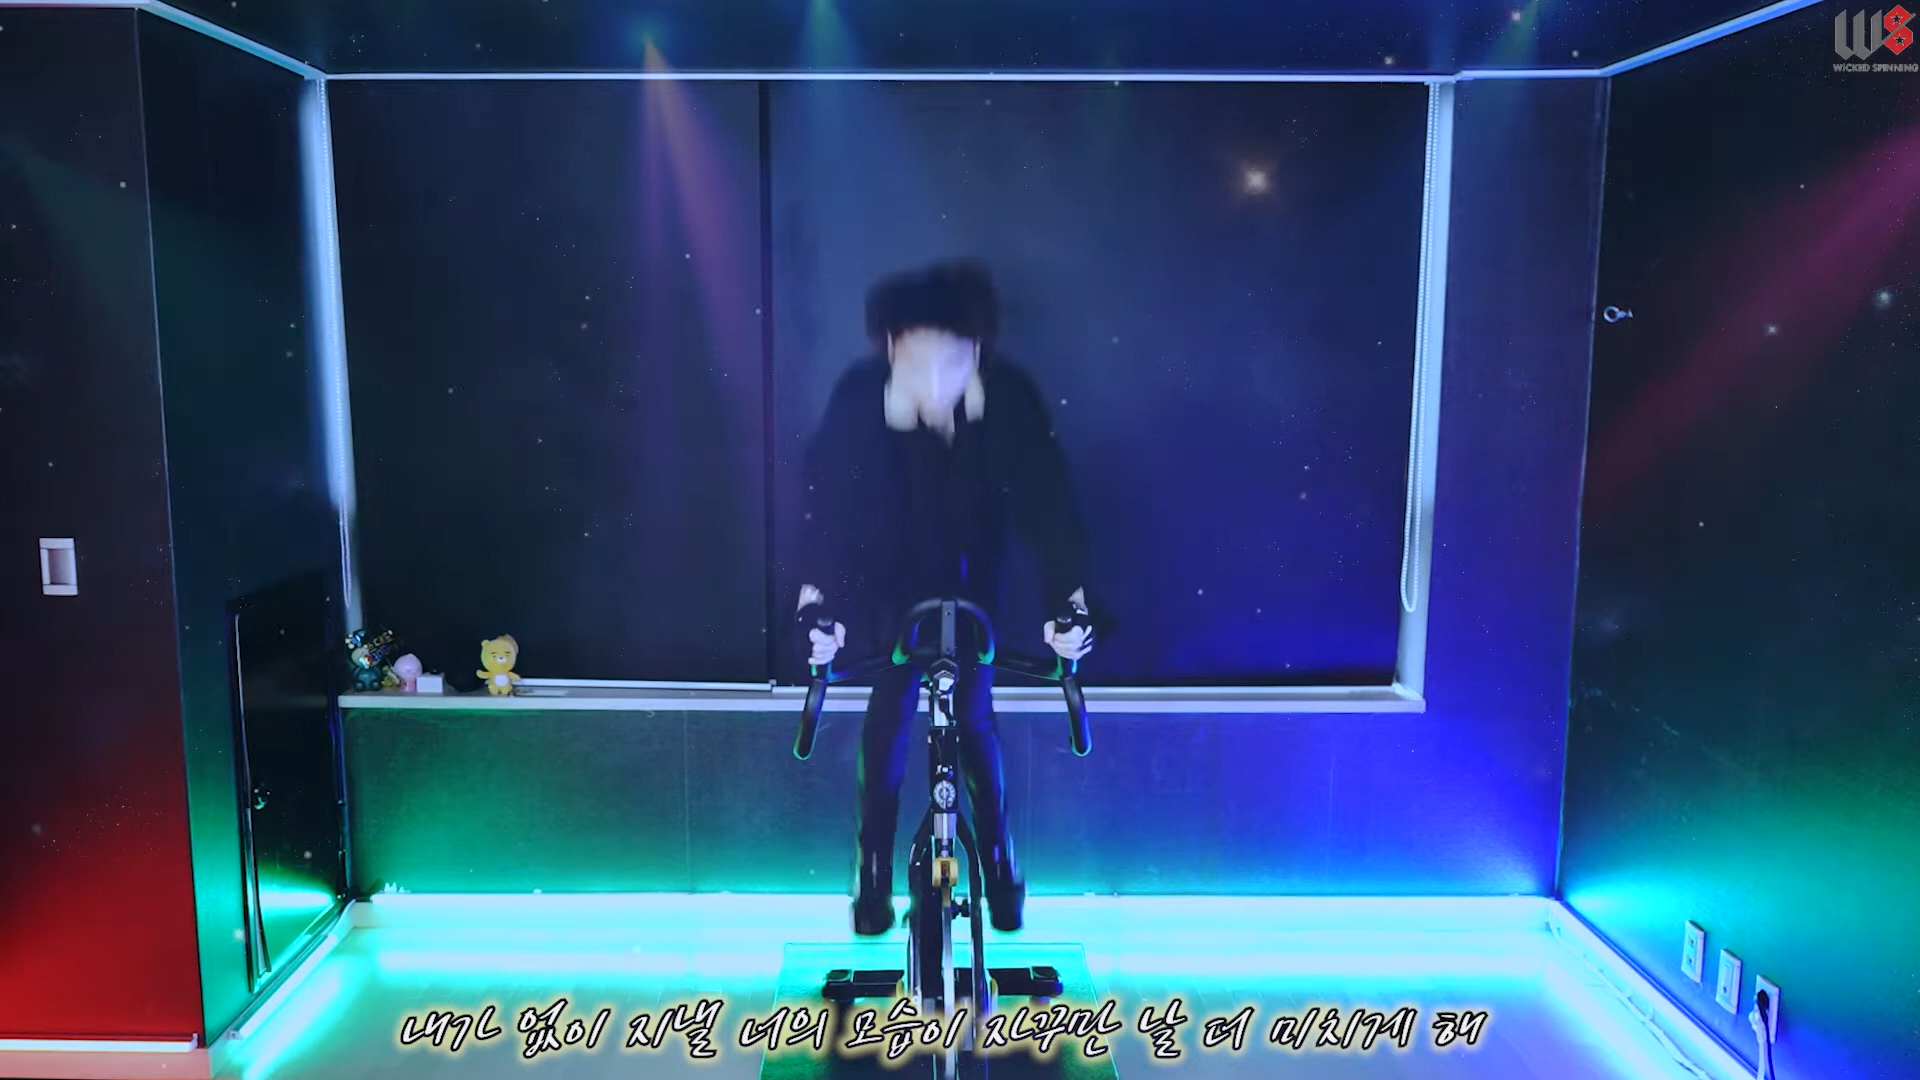 WS
WICKED SPINNING
내가 없이 지낼 너의 모습이 자꾸만 날 더 미치게 해